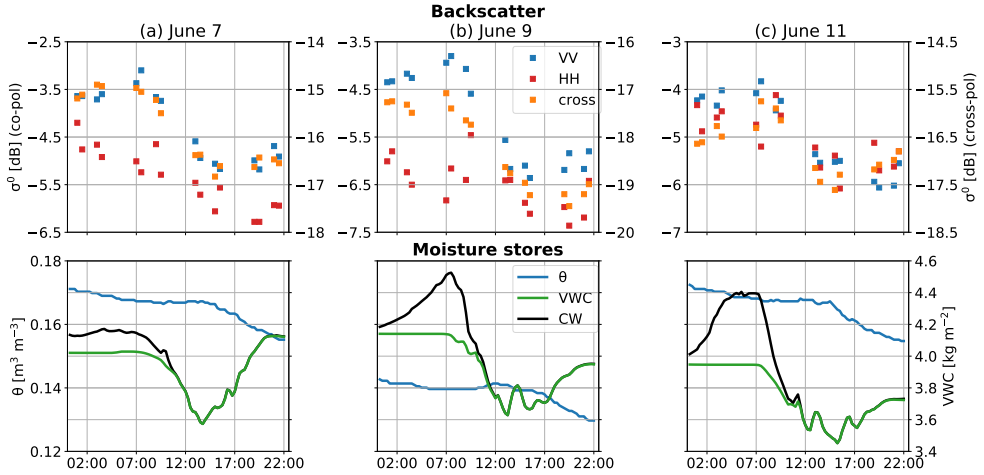 Backscatter
(a) June 7 (b) June 9 (c) June 11
σ⁰ [dB] (co-pol)
−2.5 −3.5 −4.5 −5.5 −6.5
−14 −15 −16 −17 −18
−3.5 −4.5 −5.5 −6.5 −7.5
VV
HH
cross
−16 −17 −18 −19 −20
−3 −4 −5 −6 −7
−14.5 −15.5 −16.5 −17.5 −18.5
σ⁰ [dB] (cross-pol)
Moisture stores
θ [m³ m⁻³]
0.18 0.16 0.14 0.12
θ
VWC
CW
4.6 4.4 4.2 4.0 3.8 3.6 3.4
VWC [kg m⁻²]
02:00 07:00 12:00 17:00 22:00 02:00 07:00 12:00 17:00 22:00 02:00 07:00 12:00 17:00 22:00